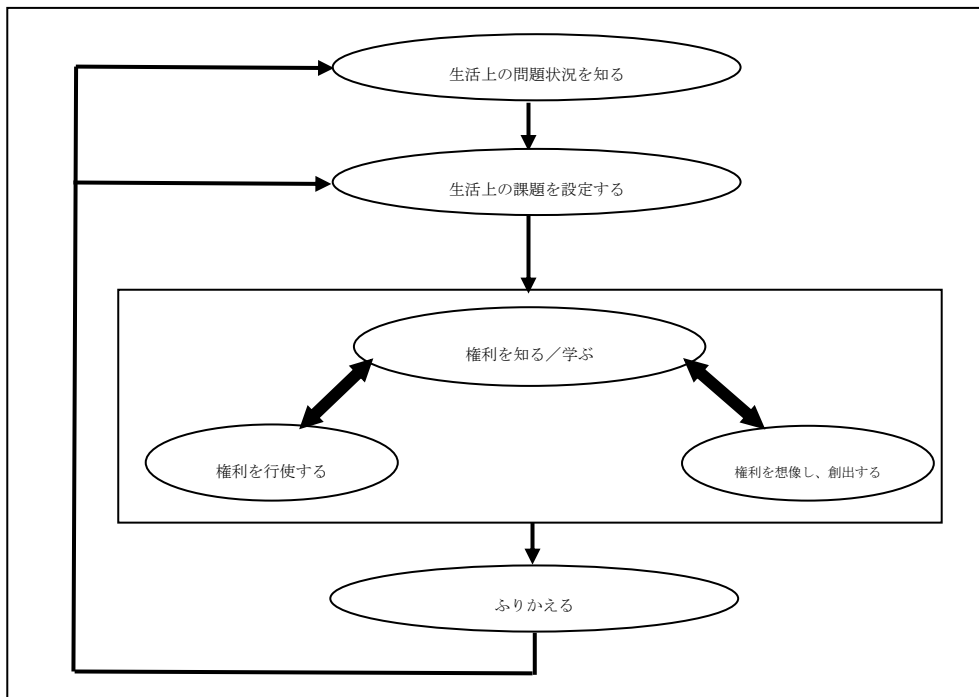 生活上の問題状況を知る
生活上の課題を設定する
権利を知る／学ぶ
権利を行使する
権利を想像し、創出する
ふりかえる